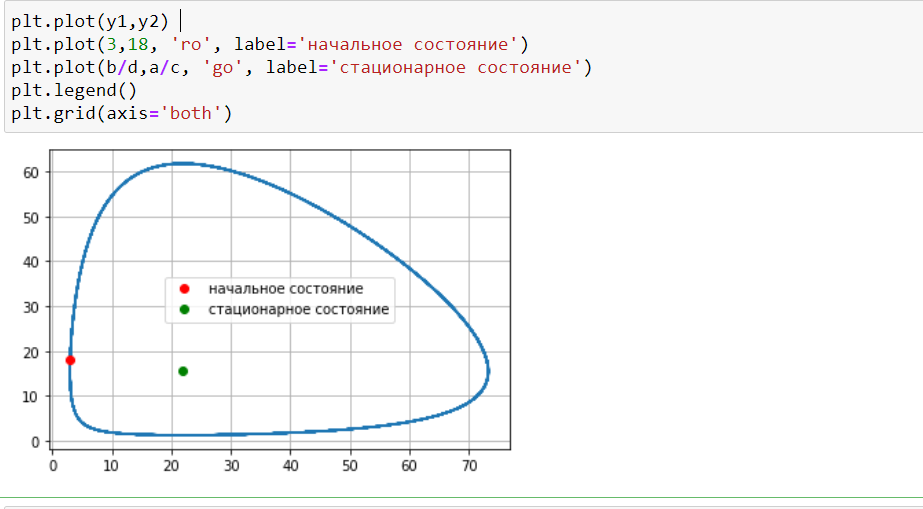 plt.plot(y1,y2)
plt.plot(3,18, 'ro', label='начальное состояние')
plt.plot(b/d,a/c, 'go', label='стационарное состояние')
plt.legend()
plt.grid(axis='both')
60
50
40
30
20
10
0
начальное состояние
стационарное состояние
0 10 20 30 40 50 60 70